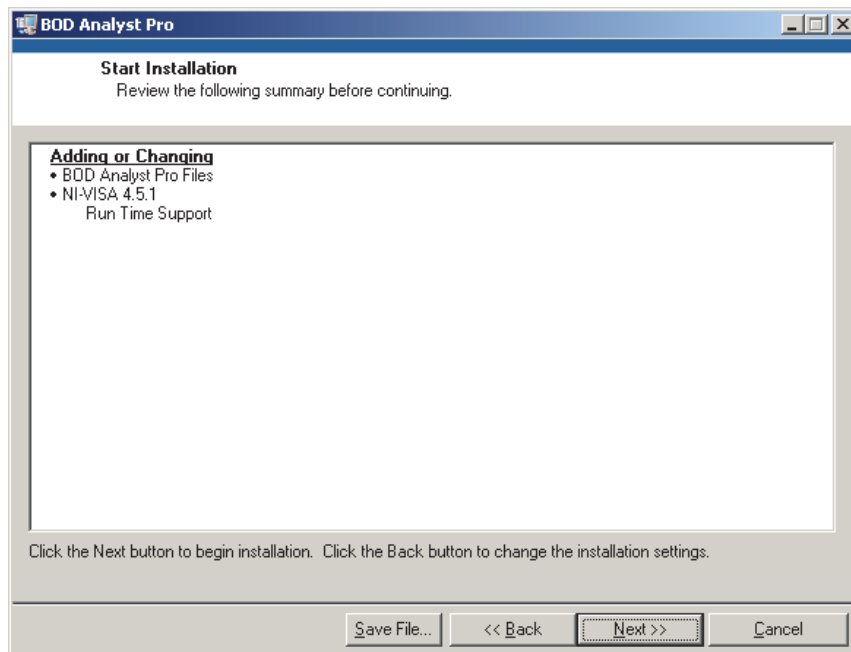 BOD Analyst Pro
Start Installation
Review the following summary before continuing.
Adding or Changing
• BOD Analyst Pro Files
• NI-VISA 4.5.1
Run Time Support
Click the Next button to begin installation. Click the Back button to change the installation settings.
Save File... << Back Next >> Cancel